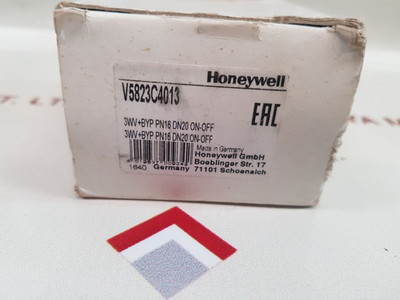 Honeywell
V5823C4013
EAC
3WV+BYP PN16 DN20 ON-OFF
3WV+BYP PN16 DN20 ON-OFF
Made in Germany
Honeywell GmbH
Boeblinger Str. 17
1640 Germany 71101 Schoenaich